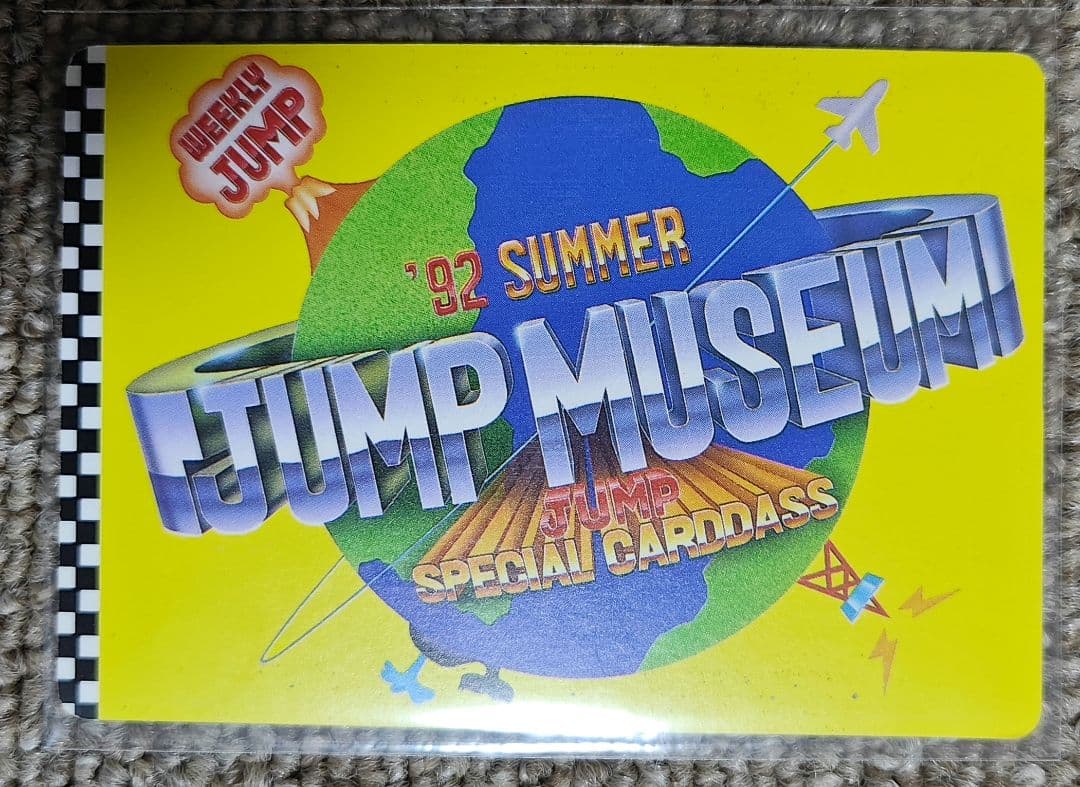 WEEKLY
JUMP
'92 SUMMER
JUMP MUSEUM
JUMP
SPECIAL CARDDASS